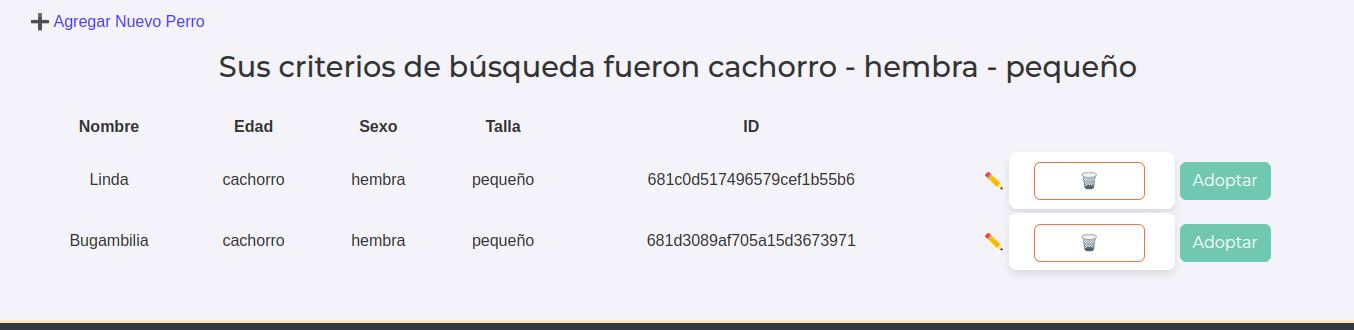 Agregar Nuevo Perro
Sus criterios de búsqueda fueron cachorro - hembra - pequeño
Nombre Edad Sexo Talla ID
Linda cachorro hembra pequeño 681c0d517496579cef1b55b6 Adoptar
Bugambilia cachorro hembra pequeño 681d3089af705a15d3673971 Adoptar